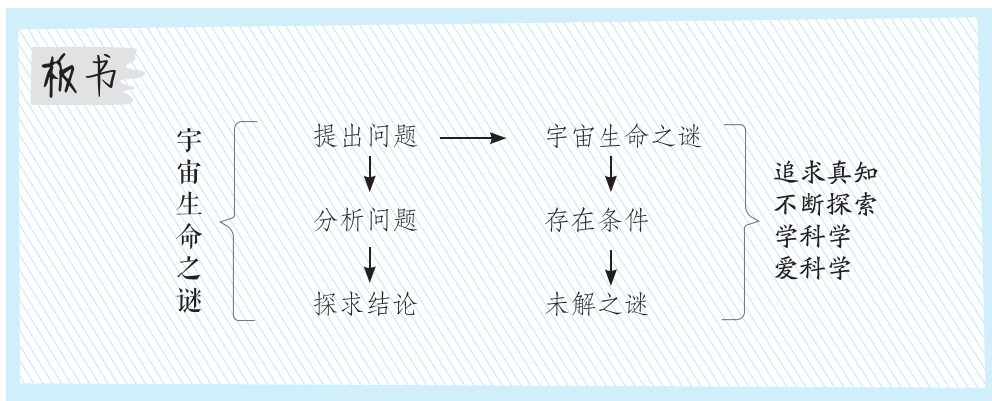 板书
宇宙生命之谜
提出问题
宇宙生命之谜
分析问题
存在条件
探求结论
未解之谜
追求真知
不断探索
学科学
爱科学